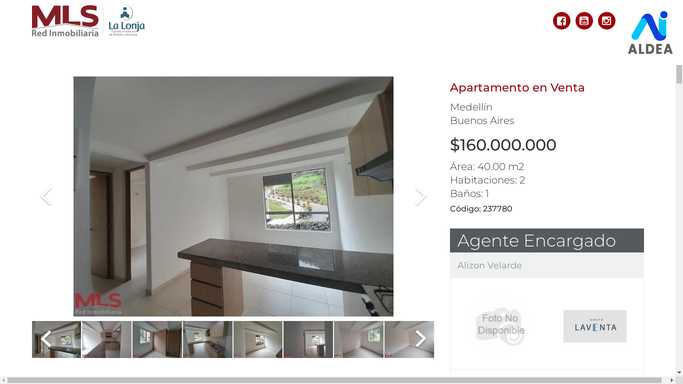 MLS
Red Inmobiliaria
La Lonja
Ai
ALDEA
Apartamento en Venta
Medellín
Buenos Aires
$160.000.000
Área: 40.00 m2
Habitaciones: 2
Baños: 1
Código: 237780
Agente Encargado
Alizon Velarde
Foto No
Disponible
LAVENTA
MLS
Red Inmobiliaria